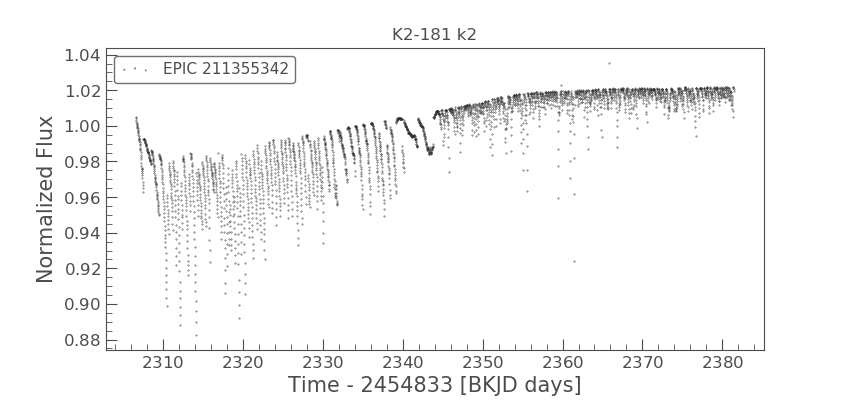 K2-181 k2
EPIC 211355342
1.04
1.02
1.00
0.98
0.96
0.94
0.92
0.90
0.88
Normalized Flux
2310 2320 2330 2340 2350 2360 2370 2380
Time - 2454833 [BKJD days]